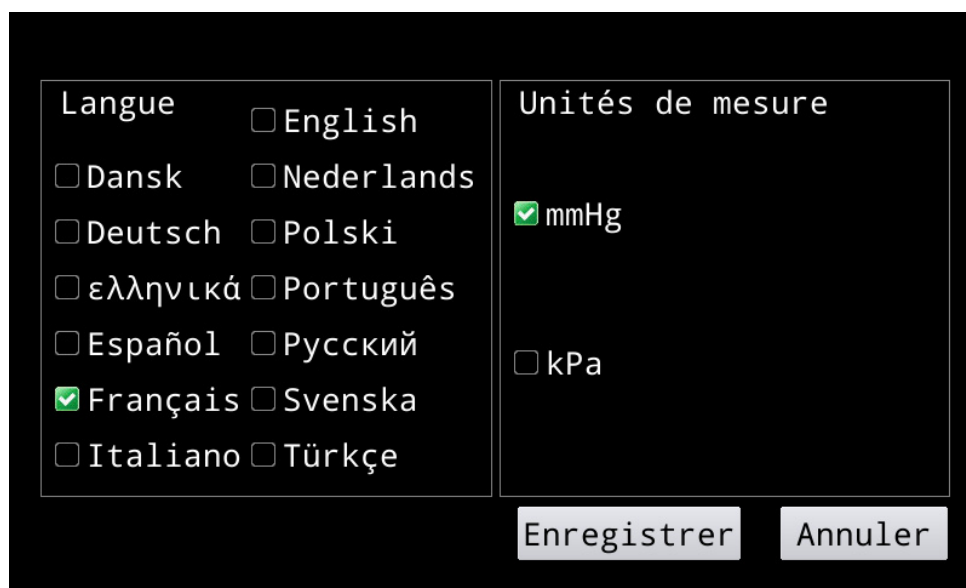 Langue
English
Dansk
Nederlands
Deutsch
Polski
ελληνικά
Português
Español
Русский
Français
Svenska
Italiano
Türkçe
Unités de mesure
mmHg
kPa
Enregistrer
Annuler